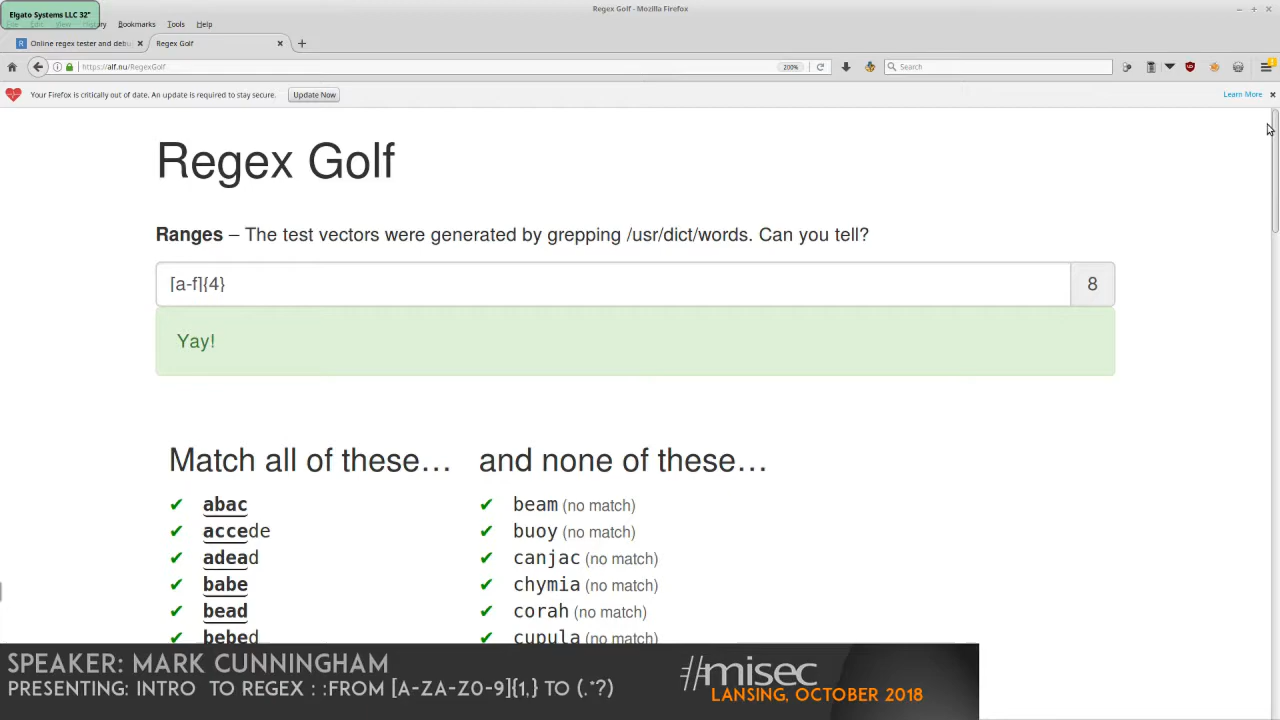 Elgato Systems LLC 32"
Regex Golf - Mozilla Firefox
History Bookmarks Tools Help
Online regex tester and debu
Regex Golf
https://alf.nu/RegexGolf
200%
Search
Your Firefox is critically out of date. An update is required to stay secure.
Update Now
Learn More
Regex Golf
Ranges – The test vectors were generated by grepping /usr/dict/words. Can you tell?
[a-f]{4}
8
Yay!
Match all of these… and none of these…
✔ abac ✔ beam (no match)
✔ accede ✔ buoy (no match)
✔ adead ✔ canjac (no match)
✔ babe ✔ chymia (no match)
✔ bead ✔ corah (no match)
✔ bebed ✔ cupula (no match)
SPEAKER: MARK CUNNINGHAM
PRESENTING: INTRO TO REGEX : :FROM [A-ZA-Z0-9]{1,} TO (.*?)
#misec
LANSING, OCTOBER 2018